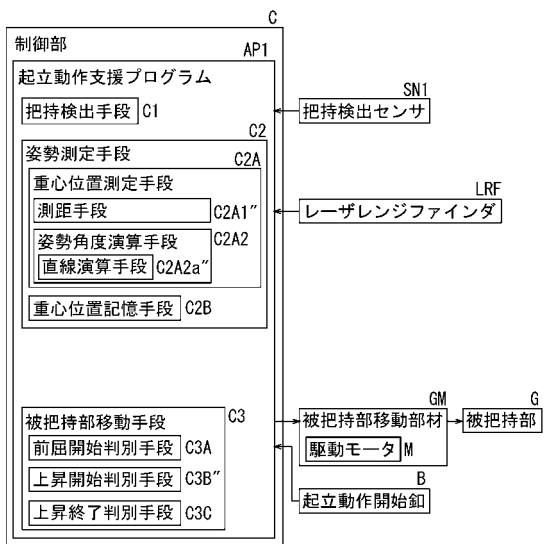 C
制御部
AP1
起立動作支援プログラム
把持検出手段 C1
SN1
把持検出センサ
C2
姿勢測定手段
C2A
重心位置測定手段
測距手段 C2A1"
LRF
レーザレンジファインダ
姿勢角度演算手段 C2A2
直線演算手段 C2A2a"
重心位置記憶手段 C2B
被把持部移動手段 C3
前屈開始判別手段 C3A
上昇開始判別手段 C3B"
上昇終了判別手段 C3C
GM
被把持部移動部材
駆動モータ M
G
被把持部
B
起立動作開始釦